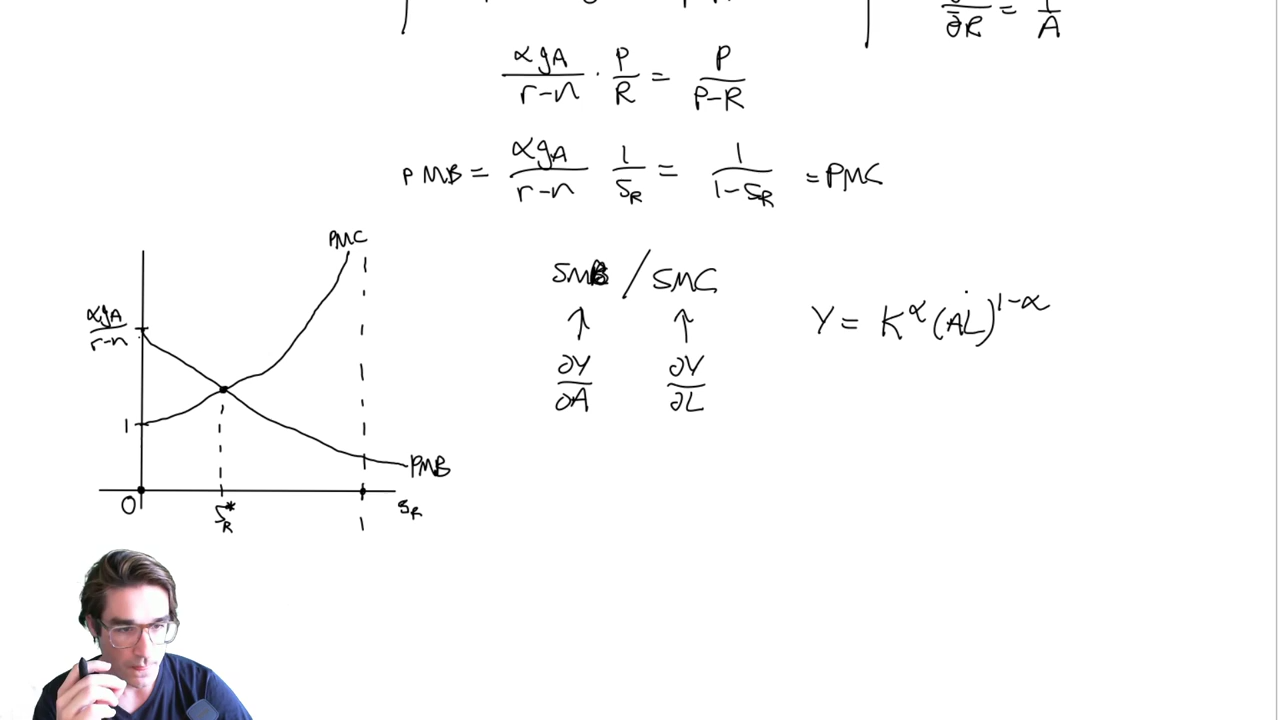 ∂R = 1/A
αgA/(r−n) · P/R = P/(P−R)
PMB = αgA/(r−n) 1/SR = 1/(1−SR) = PMC
PMC
αgA/(r−n)
1
PMB
0
SR*
1
SR
SMB / SMC
↑ ↑
∂Y/∂A ∂Y/∂L
Y = K^α (AL)^(1−α)